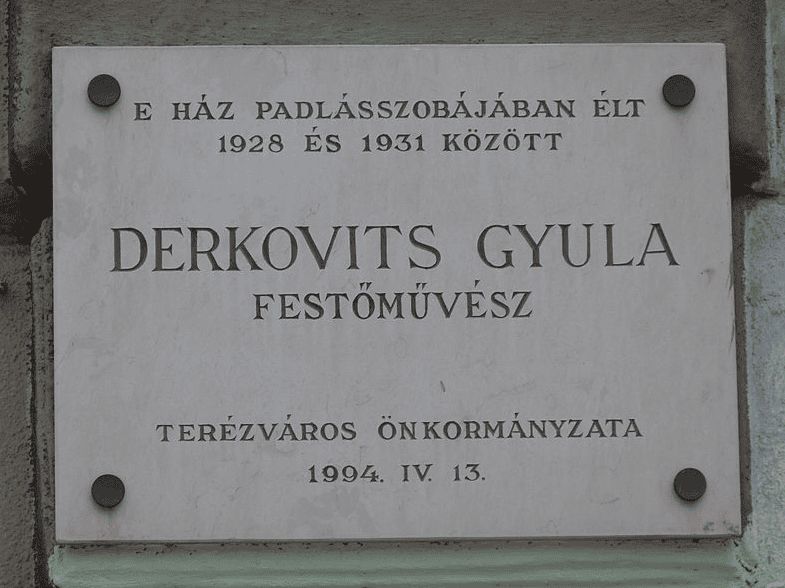 E HÁZ PADLÁSSZOBÁJÁBAN ÉLT
1928 ÉS 1931 KÖZÖTT
DERKOVITS GYULA
FESTŐMŰVÉSZ
TERÉZVÁROS ÖNKORMÁNYZATA
1994. IV. 13.